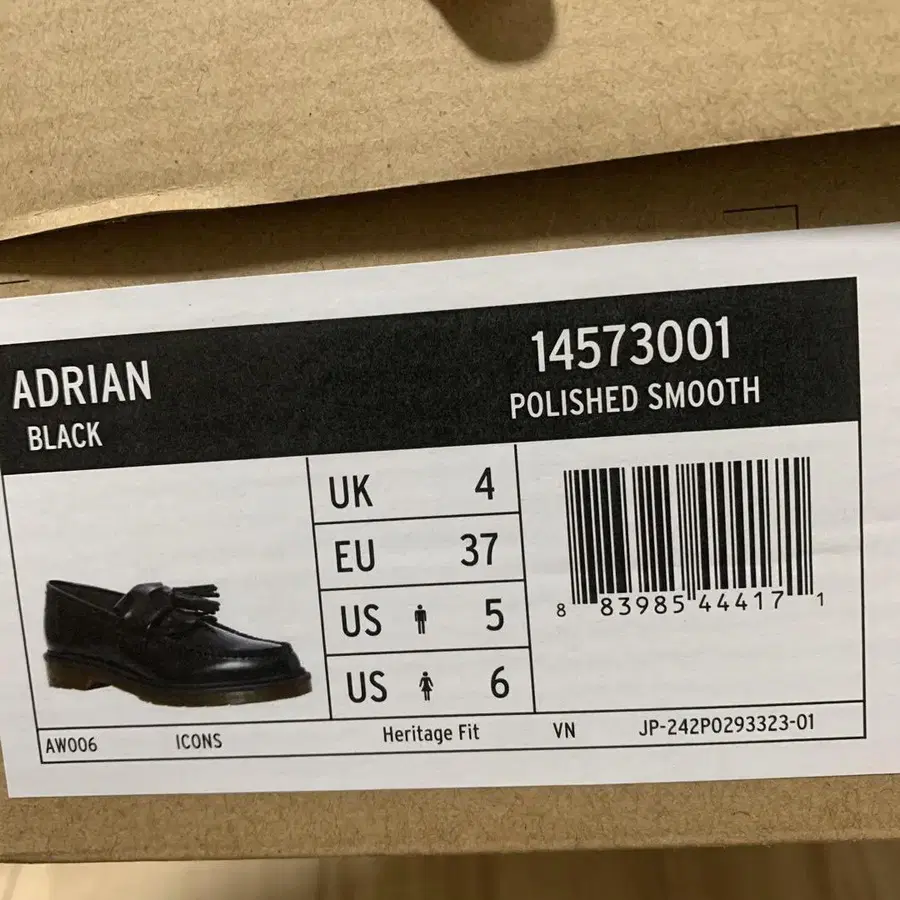 ADRIAN
BLACK
14573001
POLISHED SMOOTH
UK 4
EU 37
US 5
US 6
8 83985 44417 1
AW006 ICONS Heritage Fit VN JP-242P0293323-01